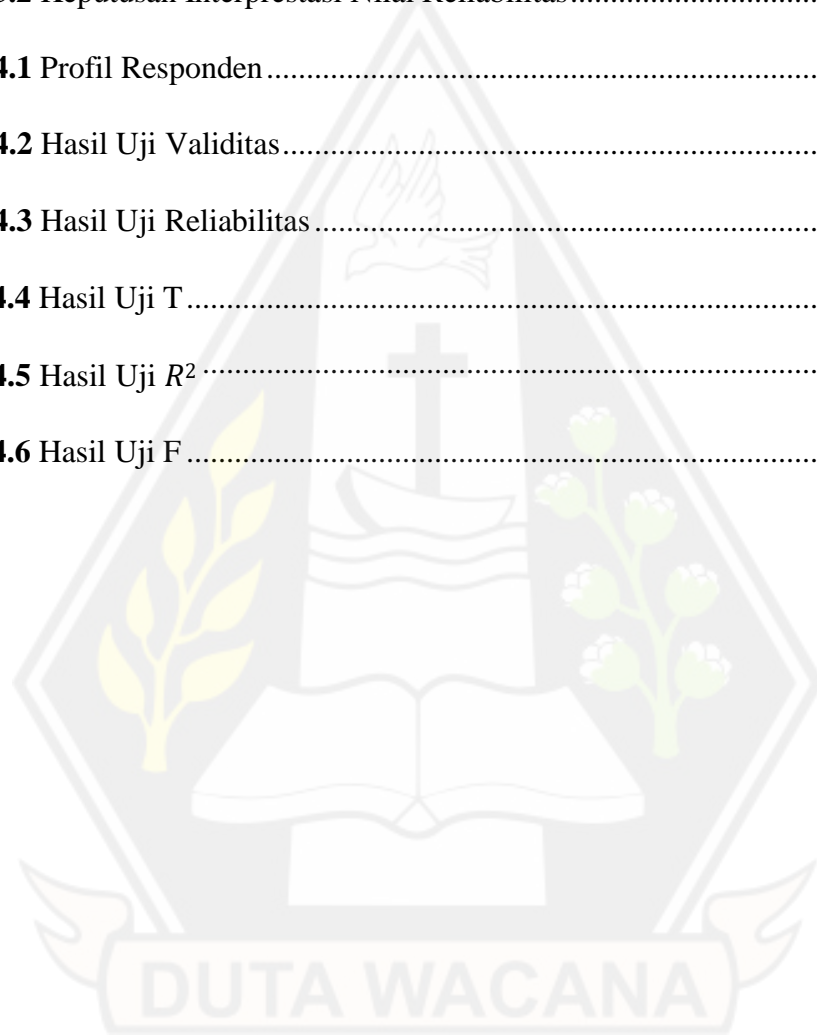 3.2 Keputusan Interprestasi Nilai Reliabilitas.......................................
4.1 Profil Responden......................................................................
4.2 Hasil Uji Validitas...................................................................
4.3 Hasil Uji Reliabilitas................................................................
4.4 Hasil Uji T..............................................................................
4.5 Hasil Uji R²............................................................................
4.6 Hasil Uji F..............................................................................
DUTA WACANA